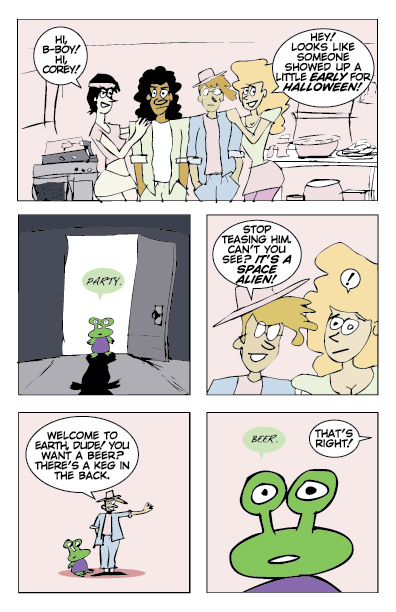 HI,
B-BOY!
HI,
COREY!
HEY!
LOOKS LIKE
SOMEONE
SHOWED UP A
LITTLE EARLY FOR
HALLOWEEN!
PARTY.
STOP
TEASING HIM.
CAN'T YOU
SEE? IT'S A
SPACE
ALIEN!
!
WELCOME TO
EARTH, DUDE! YOU
WANT A BEER?
THERE'S A KEG IN
THE BACK.
BEER.
THAT'S
RIGHT!